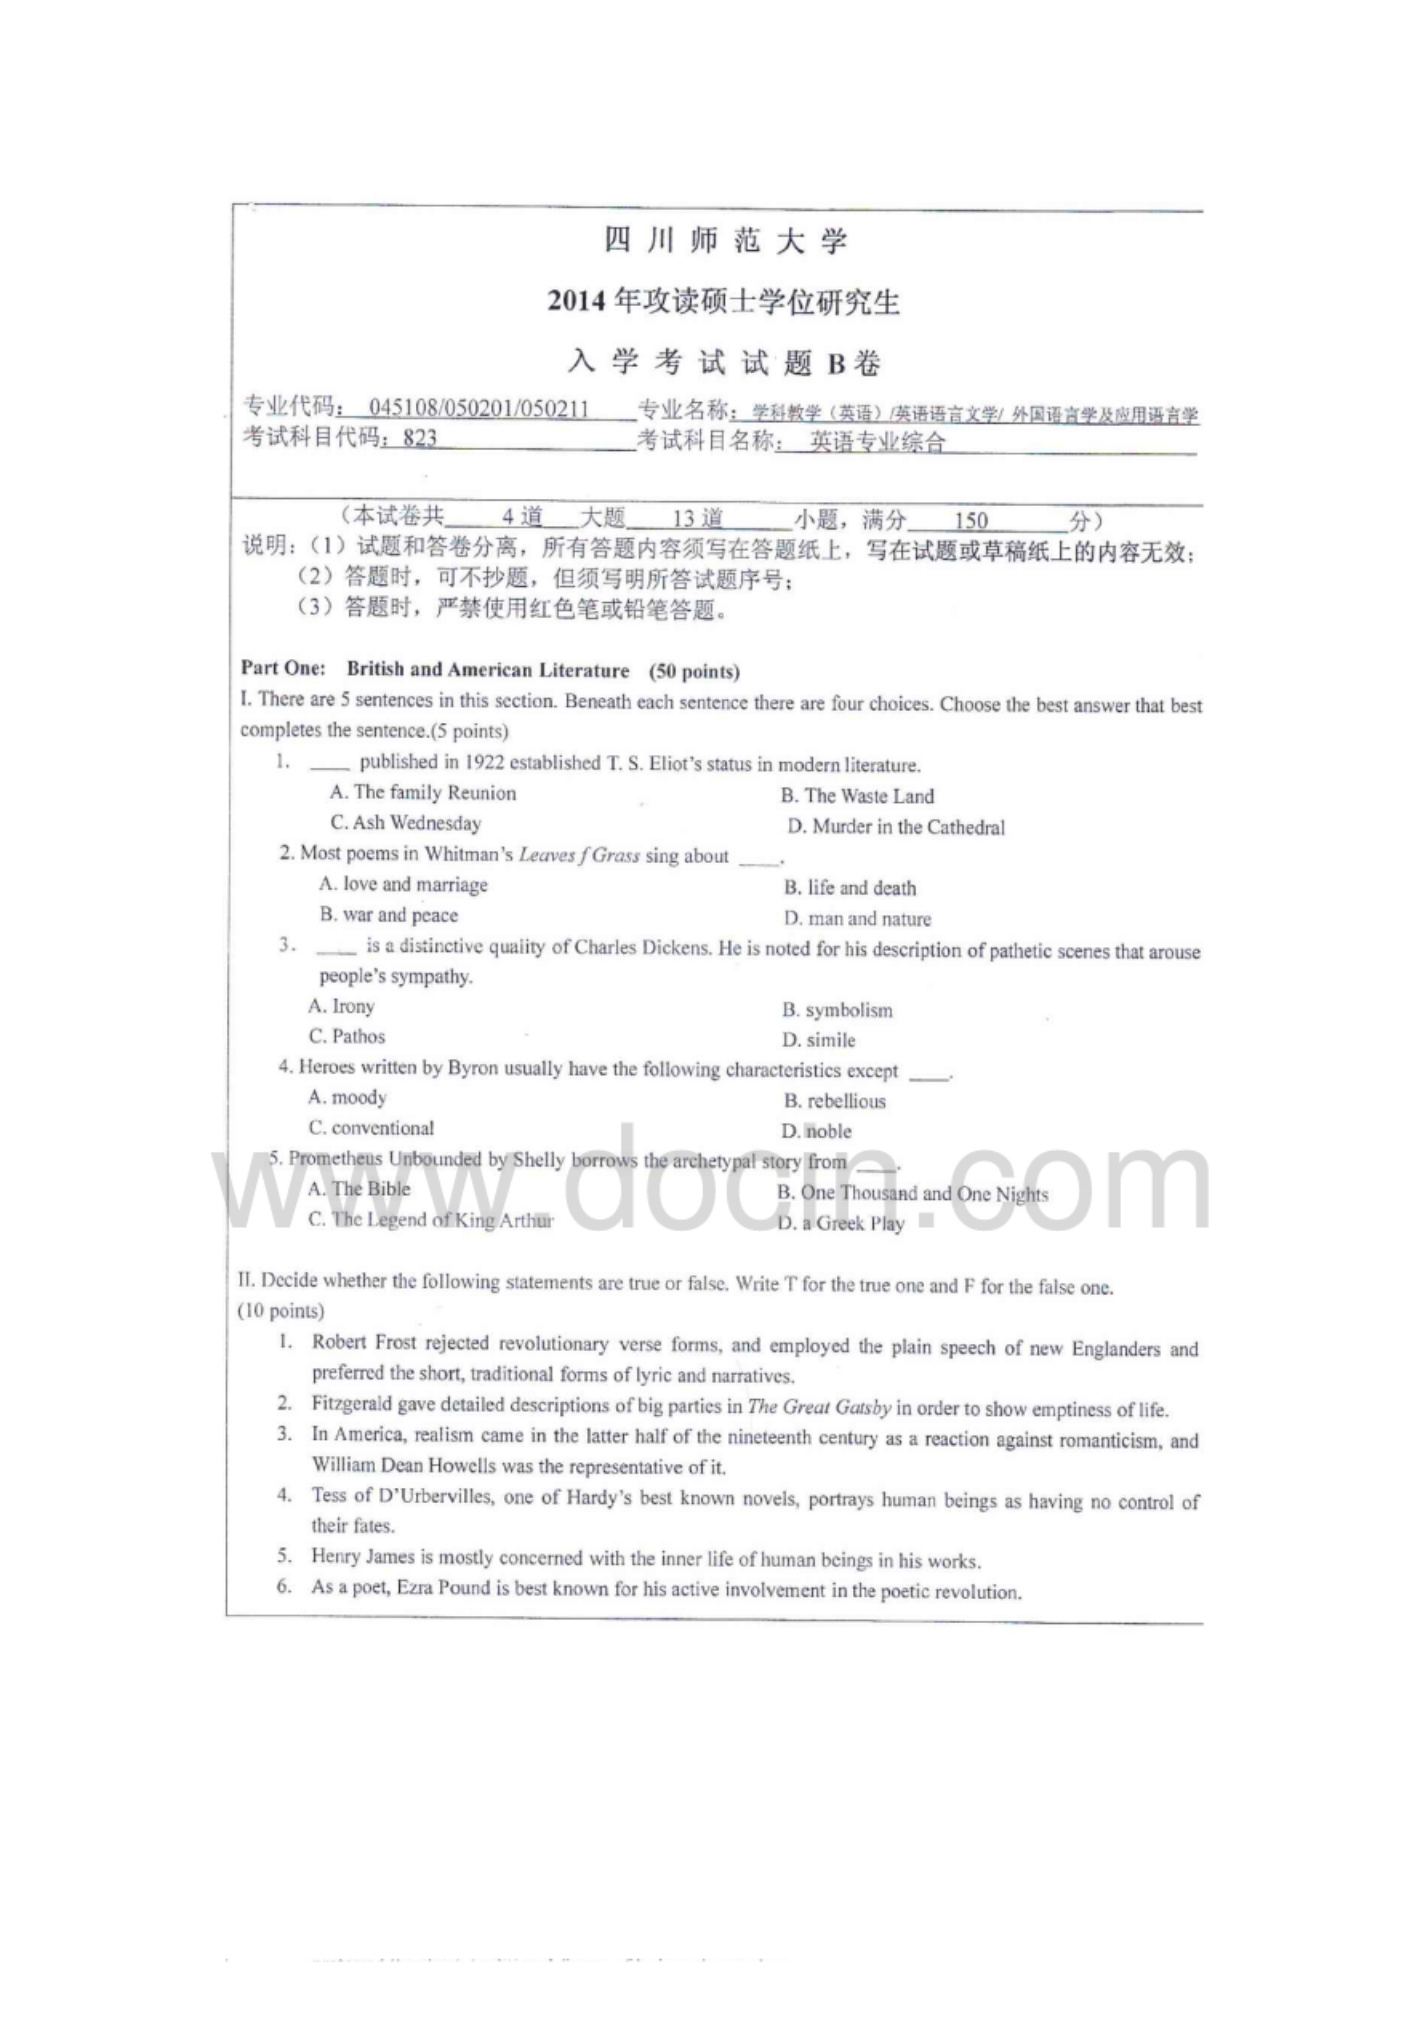 四 川 师 范 大 学
2014 年攻读硕士学位研究生
入 学 考 试 试 题 B 卷
专业代码： 045108/050201/050211 专业名称：学科教学（英语）/英语语言文学/ 外国语言学及应用语言学
考试科目代码：823 考试科目名称： 英语专业综合
（本试卷共 4 道 大题 13 道 小题，满分 150 分）
说明：（1）试题和答卷分离，所有答题内容须写在答题纸上，写在试题或草稿纸上的内容无效；
（2）答题时，可不抄题，但须写明所答试题序号；
（3）答题时，严禁使用红色笔或铅笔答题。
Part One: British and American Literature (50 points)
I. There are 5 sentences in this section. Beneath each sentence there are four choices. Choose the best answer that best
completes the sentence.(5 points)
1. ____ published in 1922 established T. S. Eliot's status in modern literature.
A. The family Reunion B. The Waste Land
C. Ash Wednesday D. Murder in the Cathedral
2. Most poems in Whitman's Leaves f Grass sing about ____.
A. love and marriage B. life and death
B. war and peace D. man and nature
3. ____ is a distinctive quality of Charles Dickens. He is noted for his description of pathetic scenes that arouse
people's sympathy.
A. Irony B. symbolism
C. Pathos D. simile
4. Heroes written by Byron usually have the following characteristics except ____.
A. moody B. rebellious
C. conventional D. noble
5. Prometheus Unbounded by Shelly borrows the archetypal story from ____.
A. The Bible B. One Thousand and One Nights
C. The Legend of King Arthur D. a Greek Play
www.docin.com
II. Decide whether the following statements are true or false. Write T for the true one and F for the false one.
(10 points)
1. Robert Frost rejected revolutionary verse forms, and employed the plain speech of new Englanders and
preferred the short, traditional forms of lyric and narratives.
2. Fitzgerald gave detailed descriptions of big parties in The Great Gatsby in order to show emptiness of life.
3. In America, realism came in the latter half of the nineteenth century as a reaction against romanticism, and
William Dean Howells was the representative of it.
4. Tess of D'Urbervilles, one of Hardy's best known novels, portrays human beings as having no control of
their fates.
5. Henry James is mostly concerned with the inner life of human beings in his works.
6. As a poet, Ezra Pound is best known for his active involvement in the poetic revolution.